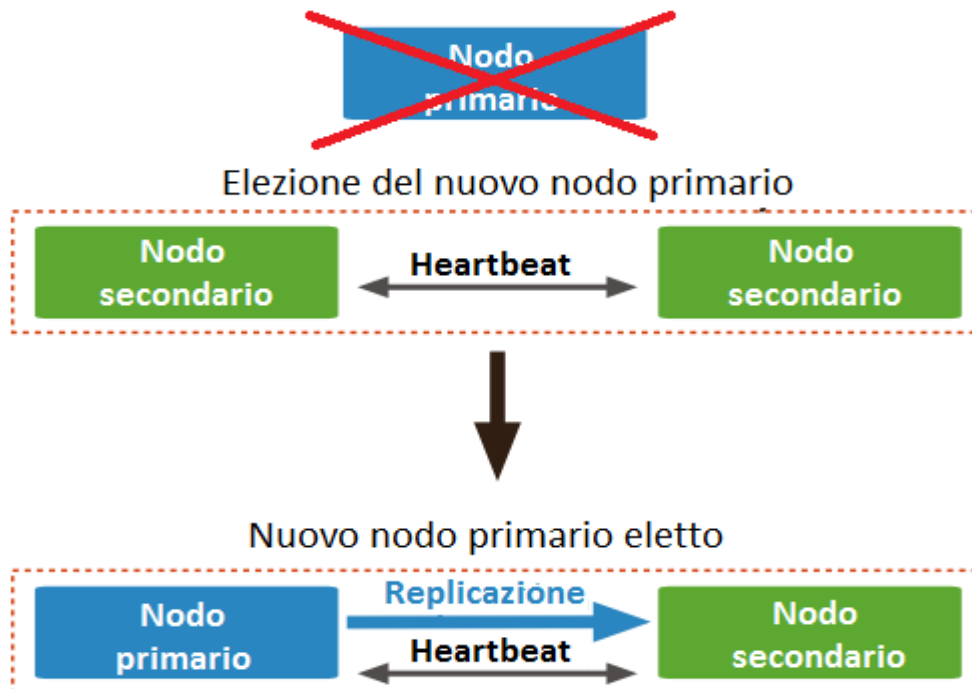 Nodo
primario
Elezione del nuovo nodo primario
Nodo
secondario
Heartbeat
Nodo
secondario
Nuovo nodo primario eletto
Nodo
primario
Replicazione
Heartbeat
Nodo
secondario